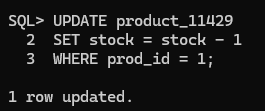 SQL> UPDATE product_11429
  2  SET stock = stock - 1
  3  WHERE prod_id = 1;
1 row updated.